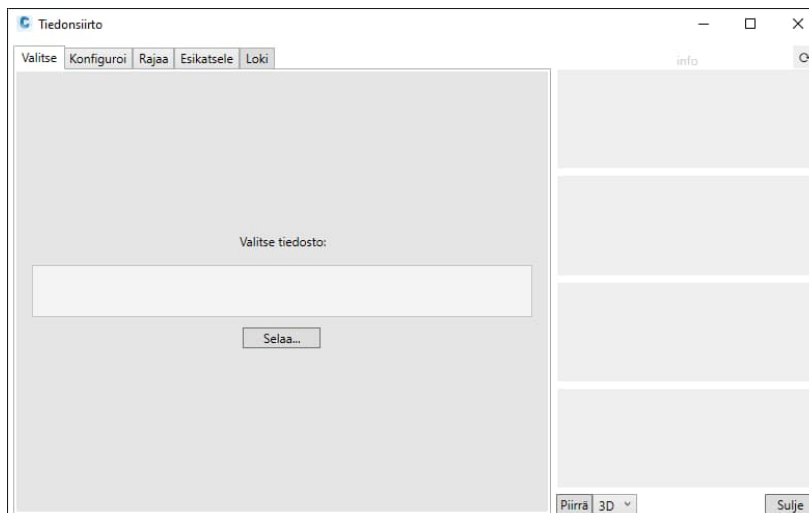 Tiedonsiirto
Valitse Konfiguroi Rajaa Esikatsele Loki
info
Valitse tiedosto:
Selaa...
Piirrä 3D
Sulje